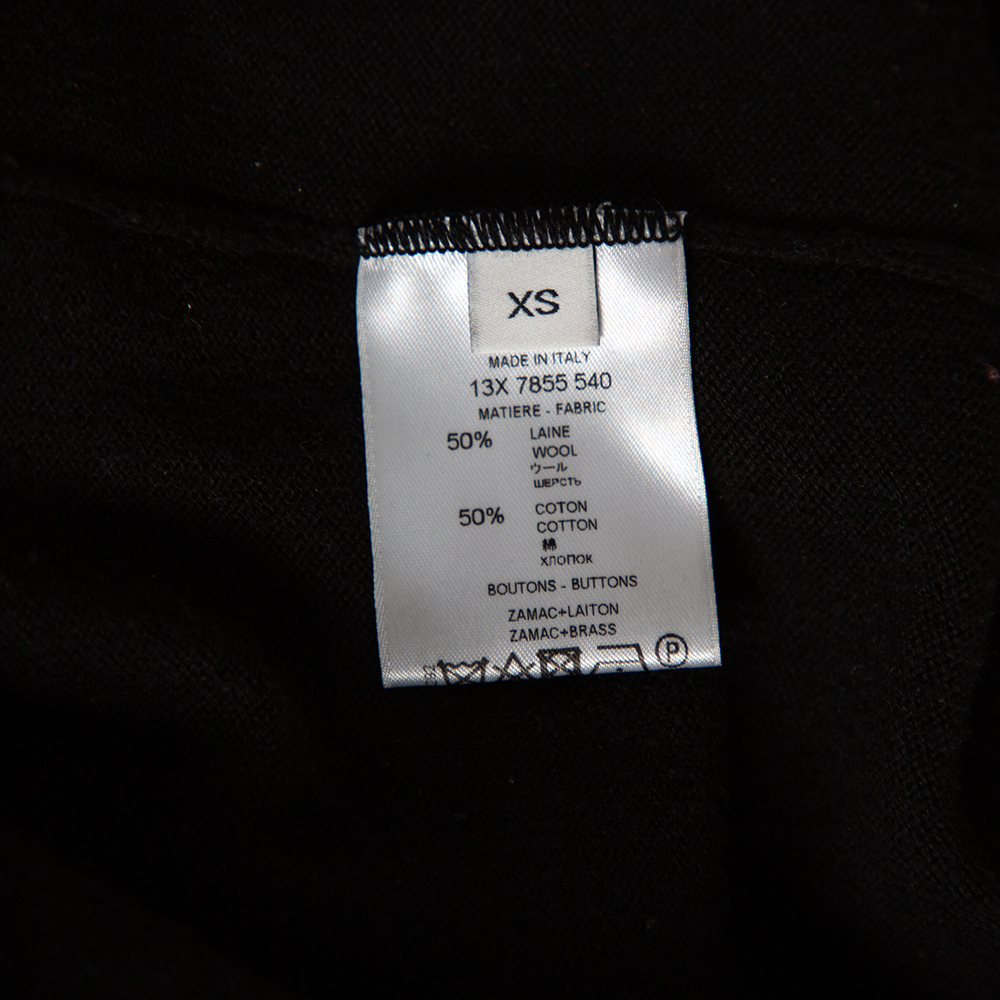 XS
MADE IN ITALY
13X 7855 540
MATIERE - FABRIC
50% LAINE
WOOL
ウール
ШЕРСТЬ
50% COTON
COTTON
綿
ХЛОПОК
BOUTONS - BUTTONS
ZAMAC+LAITON
ZAMAC+BRASS
P